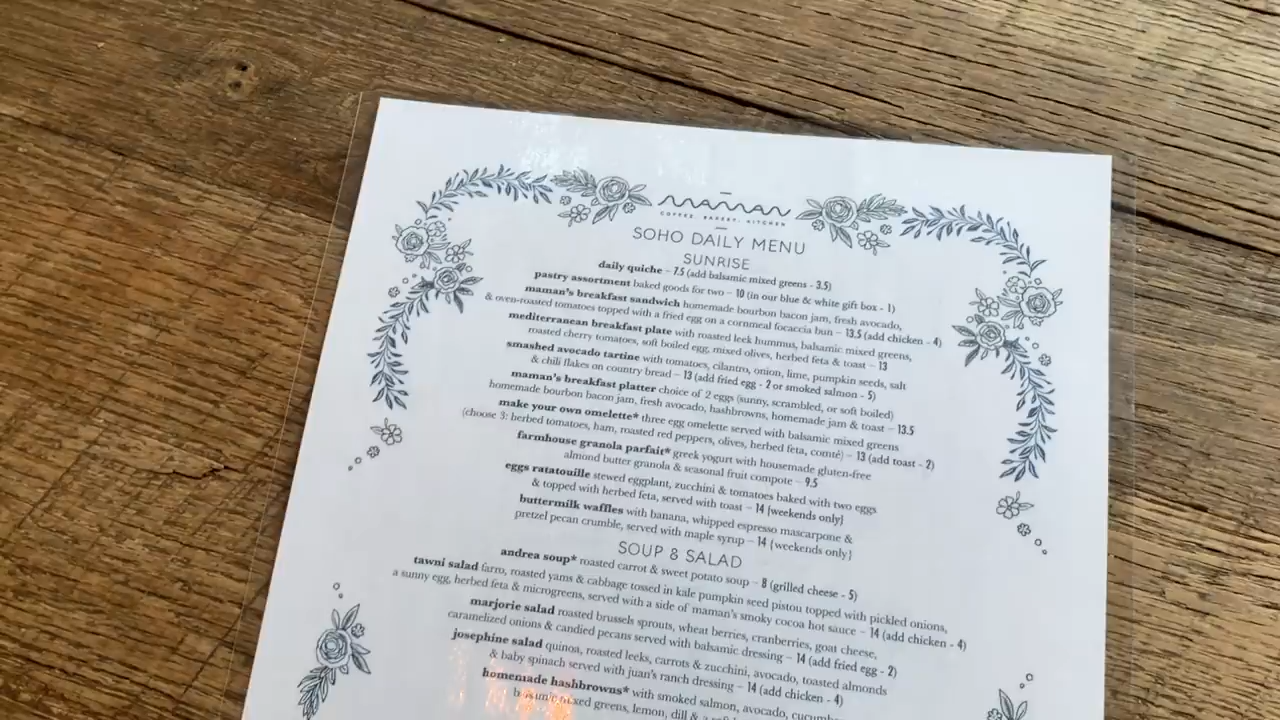 maman
COFFEE. BAKERY. KITCHEN
SOHO DAILY MENU
SUNRISE
daily quiche – 7.5 (add balsamic mixed greens - 3.5)
pastry assortment baked goods for two – 10 (in our blue & white gift box - 1)
maman's breakfast sandwich homemade bourbon bacon jam, fresh avocado,
& oven-roasted tomatoes topped with a fried egg on a cornmeal focaccia bun – 13.5 (add chicken - 4)
mediterranean breakfast plate with roasted leek hummus, balsamic mixed greens,
roasted cherry tomatoes, soft boiled egg, mixed olives, herbed feta & toast – 13
smashed avocado tartine with tomatoes, cilantro, onion, lime, pumpkin seeds, salt
& chili flakes on country bread – 13 (add fried egg - 2 or smoked salmon - 5)
maman's breakfast platter choice of 2 eggs (sunny, scrambled, or soft boiled)
homemade bourbon bacon jam, fresh avocado, hashbrowns, homemade jam & toast – 13.5
make your own omelette* three egg omelette served with balsamic mixed greens
(choose 3: herbed tomatoes, ham, roasted red peppers, olives, herbed feta, comté) – 13 (add toast - 2)
farmhouse granola parfait* greek yogurt with housemade gluten-free
almond butter granola & seasonal fruit compote – 9.5
eggs ratatouille stewed eggplant, zucchini & tomatoes baked with two eggs
& topped with herbed feta, served with toast – 14 {weekends only}
buttermilk waffles with banana, whipped espresso mascarpone &
pretzel pecan crumble, served with maple syrup – 14 {weekends only}
SOUP & SALAD
andrea soup* roasted carrot & sweet potato soup – 8 (grilled cheese - 5)
tawni salad farro, roasted yams & cabbage tossed in kale pumpkin seed pistou topped with pickled onions,
a sunny egg, herbed feta & microgreens, served with a side of maman's smoky cocoa hot sauce – 14 (add chicken - 4)
marjorie salad roasted brussels sprouts, wheat berries, cranberries, goat cheese,
caramelized onions & candied pecans served with balsamic dressing – 14 (add fried egg - 2)
josephine salad quinoa, roasted leeks, carrots & zucchini, avocado, toasted almonds
& baby spinach served with juan's ranch dressing – 14 (add chicken - 4)
homemade hashbrowns* with smoked salmon, avocado,
mixed greens, lemon, dill &